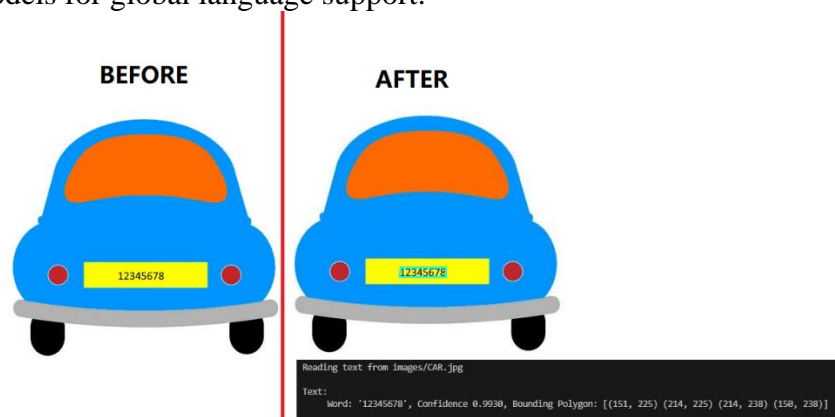 odels for global language support.
BEFORE
AFTER
12345678
12345678
Reading text from images/CAR.jpg
Text:
Word: '12345678', Confidence 0.9930, Bounding Polygon: [(151, 225) (214, 225) (214, 238) (150, 238)]